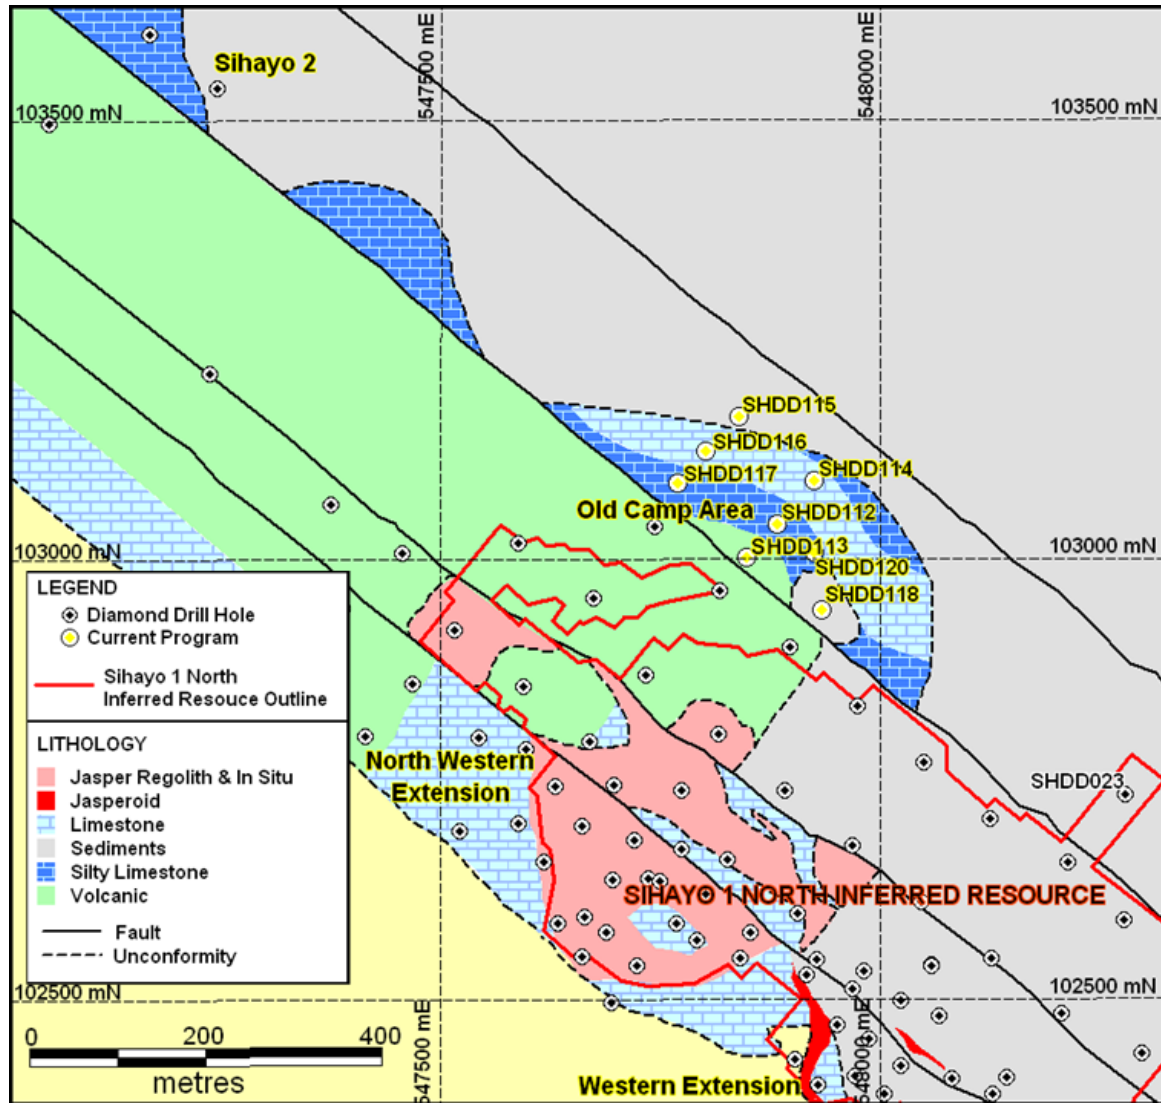 547500 mE
548000 mE
Sihayo 2
103500 mN
103500 mN
SHDD115
SHDD116
SHDD114
SHDD117
Old Camp Area
SHDD112
SHDD113
103000 mN
103000 mN
SHDD120
SHDD118
LEGEND
Diamond Drill Hole
Current Program
Sihayo 1 North
Inferred Resouce Outline
LITHOLOGY
Jasper Regolith & In Situ
Jasperoid
Limestone
Sediments
Silty Limestone
Volcanic
Fault
Unconformity
North Western
Extension
SHDD023
SIHAYO 1 NORTH INFERRED RESOURCE
102500 mN
102500 mN
0 200 400
metres
547500 mE
548000 mE
Western Extension